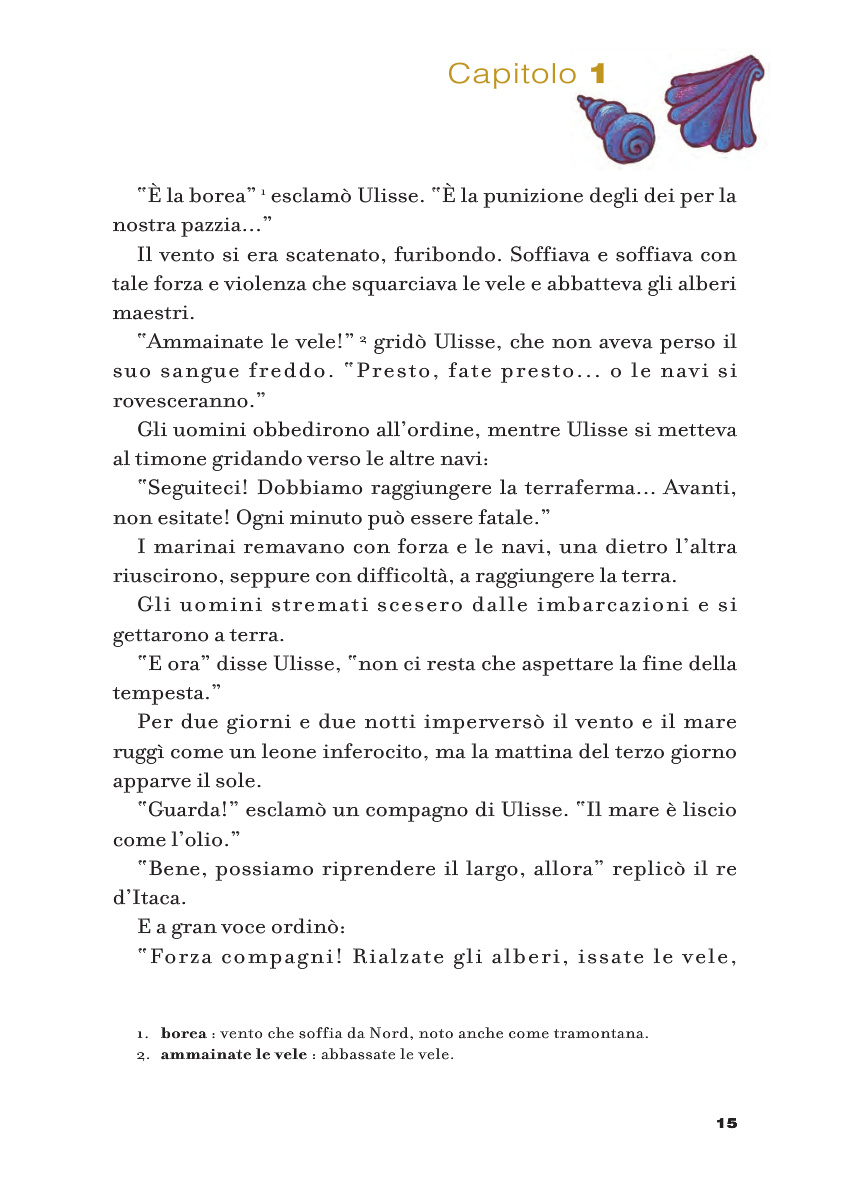 Capitolo 1
“È la borea” 1 esclamò Ulisse. “È la punizione degli dei per la
nostra pazzia...”
Il vento si era scatenato, furibondo. Soffiava e soffiava con
tale forza e violenza che squarciava le vele e abbatteva gli alberi
maestri.
“Ammainate le vele!” 2 gridò Ulisse, che non aveva perso il
suo sangue freddo. “Presto, fate presto... o le navi si
rovesceranno.”
Gli uomini obbedirono all’ordine, mentre Ulisse si metteva
al timone gridando verso le altre navi:
“Seguiteci! Dobbiamo raggiungere la terraferma... Avanti,
non esitate! Ogni minuto può essere fatale.”
I marinai remavano con forza e le navi, una dietro l’altra
riuscirono, seppure con difficoltà, a raggiungere la terra.
Gli uomini stremati scesero dalle imbarcazioni e si
gettarono a terra.
“E ora” disse Ulisse, “non ci resta che aspettare la fine della
tempesta.”
Per due giorni e due notti imperversò il vento e il mare
ruggì come un leone inferocito, ma la mattina del terzo giorno
apparve il sole.
“Guarda!” esclamò un compagno di Ulisse. “Il mare è liscio
come l’olio.”
“Bene, possiamo riprendere il largo, allora” replicò il re
d’Itaca.
E a gran voce ordinò:
“Forza compagni! Rialzate gli alberi, issate le vele,
1. borea : vento che soffia da Nord, noto anche come tramontana.
2. ammainate le vele : abbassate le vele.
15